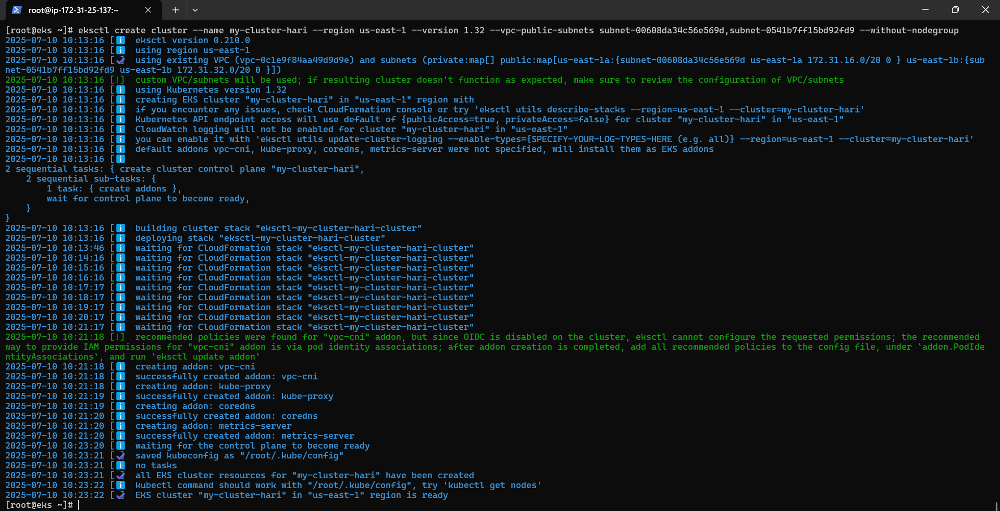 root@ip-172-31-25-137:~
[root@eks ~]# eksctl create cluster --name my-cluster-hari --region us-east-1 --version 1.32 --vpc-public-subnets subnet-00608da34c56e569d,subnet-0541b7ff15bd92fd9 --without-nodegroup
2025-07-10 10:13:16 [ℹ]  eksctl version 0.210.0
2025-07-10 10:13:16 [ℹ]  using region us-east-1
2025-07-10 10:13:16 [✔]  using existing VPC (vpc-0c1e9f84aa49d9d9e) and subnets (private:map[] public:map[us-east-1a:{subnet-00608da34c56e569d us-east-1a 172.31.16.0/20 0 } us-east-1b:{sub
net-0541b7ff15bd92fd9 us-east-1b 172.31.32.0/20 0 }])
2025-07-10 10:13:16 [!]  custom VPC/subnets will be used; if resulting cluster doesn't function as expected, make sure to review the configuration of VPC/subnets
2025-07-10 10:13:16 [ℹ]  using Kubernetes version 1.32
2025-07-10 10:13:16 [ℹ]  creating EKS cluster "my-cluster-hari" in "us-east-1" region with
2025-07-10 10:13:16 [ℹ]  if you encounter any issues, check CloudFormation console or try 'eksctl utils describe-stacks --region=us-east-1 --cluster=my-cluster-hari'
2025-07-10 10:13:16 [ℹ]  Kubernetes API endpoint access will use default of {publicAccess=true, privateAccess=false} for cluster "my-cluster-hari" in "us-east-1"
2025-07-10 10:13:16 [ℹ]  CloudWatch logging will not be enabled for cluster "my-cluster-hari" in "us-east-1"
2025-07-10 10:13:16 [ℹ]  you can enable it with 'eksctl utils update-cluster-logging --enable-types={SPECIFY-YOUR-LOG-TYPES-HERE (e.g. all)} --region=us-east-1 --cluster=my-cluster-hari'
2025-07-10 10:13:16 [ℹ]  default addons vpc-cni, kube-proxy, coredns, metrics-server were not specified, will install them as EKS addons
2025-07-10 10:13:16 [ℹ]
2 sequential tasks: { create cluster control plane "my-cluster-hari",
    2 sequential sub-tasks: {
        1 task: { create addons },
        wait for control plane to become ready,
    }
}
2025-07-10 10:13:16 [ℹ]  building cluster stack "eksctl-my-cluster-hari-cluster"
2025-07-10 10:13:16 [ℹ]  deploying stack "eksctl-my-cluster-hari-cluster"
2025-07-10 10:13:46 [ℹ]  waiting for CloudFormation stack "eksctl-my-cluster-hari-cluster"
2025-07-10 10:14:16 [ℹ]  waiting for CloudFormation stack "eksctl-my-cluster-hari-cluster"
2025-07-10 10:15:16 [ℹ]  waiting for CloudFormation stack "eksctl-my-cluster-hari-cluster"
2025-07-10 10:16:16 [ℹ]  waiting for CloudFormation stack "eksctl-my-cluster-hari-cluster"
2025-07-10 10:17:17 [ℹ]  waiting for CloudFormation stack "eksctl-my-cluster-hari-cluster"
2025-07-10 10:18:17 [ℹ]  waiting for CloudFormation stack "eksctl-my-cluster-hari-cluster"
2025-07-10 10:19:17 [ℹ]  waiting for CloudFormation stack "eksctl-my-cluster-hari-cluster"
2025-07-10 10:20:17 [ℹ]  waiting for CloudFormation stack "eksctl-my-cluster-hari-cluster"
2025-07-10 10:21:17 [ℹ]  waiting for CloudFormation stack "eksctl-my-cluster-hari-cluster"
2025-07-10 10:21:18 [!]  recommended policies were found for "vpc-cni" addon, but since OIDC is disabled on the cluster, eksctl cannot configure the requested permissions; the recommended
way to provide IAM permissions for "vpc-cni" addon is via pod identity associations; after addon creation is completed, add all recommended policies to the config file, under `addon.PodIde
ntityAssociations`, and run `eksctl update addon`
2025-07-10 10:21:18 [ℹ]  creating addon: vpc-cni
2025-07-10 10:21:18 [ℹ]  successfully created addon: vpc-cni
2025-07-10 10:21:18 [ℹ]  creating addon: kube-proxy
2025-07-10 10:21:19 [ℹ]  successfully created addon: kube-proxy
2025-07-10 10:21:19 [ℹ]  creating addon: coredns
2025-07-10 10:21:20 [ℹ]  successfully created addon: coredns
2025-07-10 10:21:20 [ℹ]  creating addon: metrics-server
2025-07-10 10:21:20 [ℹ]  successfully created addon: metrics-server
2025-07-10 10:23:20 [ℹ]  waiting for the control plane to become ready
2025-07-10 10:23:21 [✔]  saved kubeconfig as "/root/.kube/config"
2025-07-10 10:23:21 [ℹ]  no tasks
2025-07-10 10:23:21 [✔]  all EKS cluster resources for "my-cluster-hari" have been created
2025-07-10 10:23:22 [ℹ]  kubectl command should work with "/root/.kube/config", try 'kubectl get nodes'
2025-07-10 10:23:22 [✔]  EKS cluster "my-cluster-hari" in "us-east-1" region is ready
[root@eks ~]#